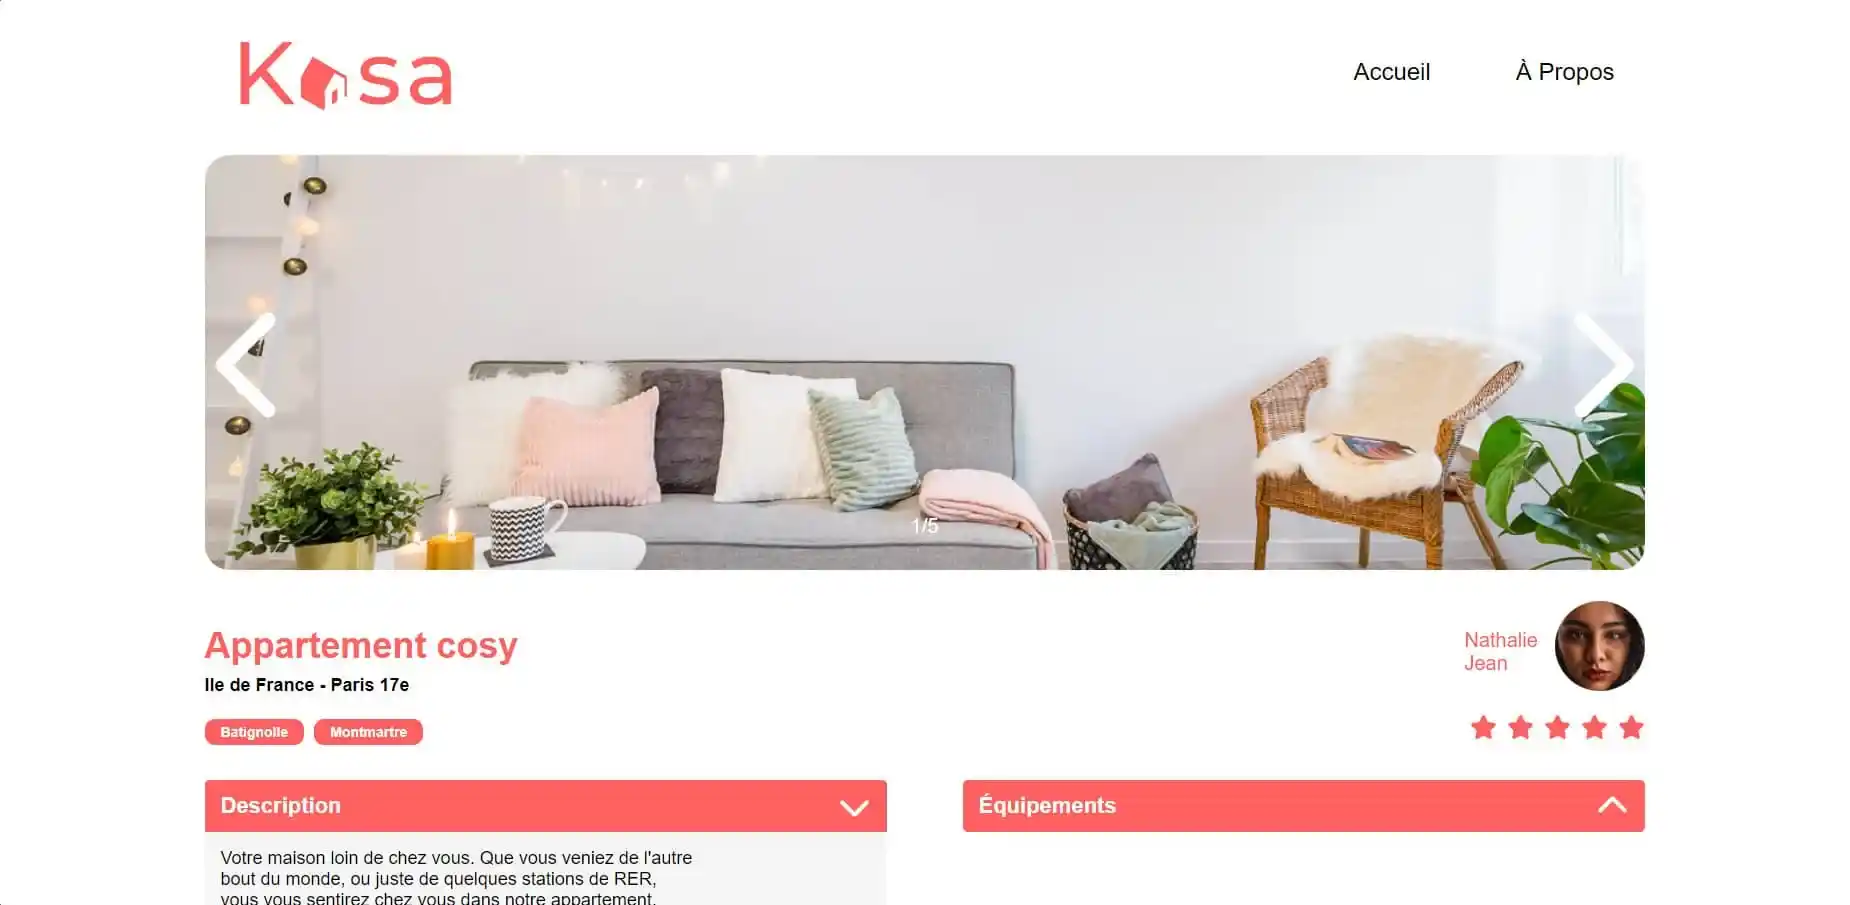 Kasa
Accueil
À Propos
1/5
Appartement cosy
Ile de France - Paris 17e
Batignolle
Montmartre
Nathalie
Jean
Description
Équipements
Votre maison loin de chez vous. Que vous veniez de l'autre
bout du monde, ou juste de quelques stations de RER,
vous vous sentirez chez vous dans notre appartement.